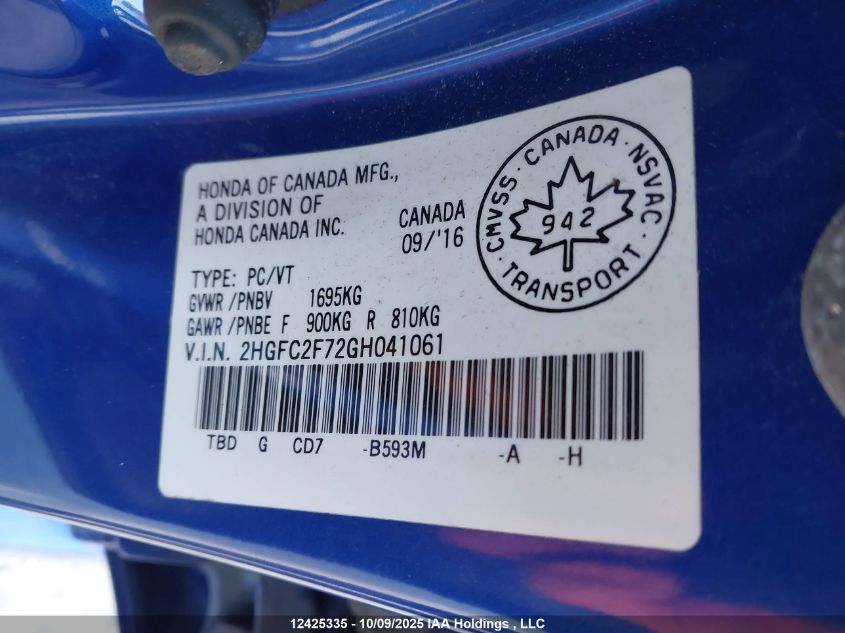 HONDA OF CANADA MFG.,
A DIVISION OF
HONDA CANADA INC.
CANADA
09/'16
CMVSS · CANADA · NSVAC · TRANSPORT ·
942
TYPE: PC/VT
GVWR /PNBV 1695KG
GAWR /PNBE F 900KG R 810KG
V.I.N. 2HGFC2F72GH041061
TBD G CD7 -B593M -A -H
12425335 - 10/09/2025 IAA Holdings , LLC